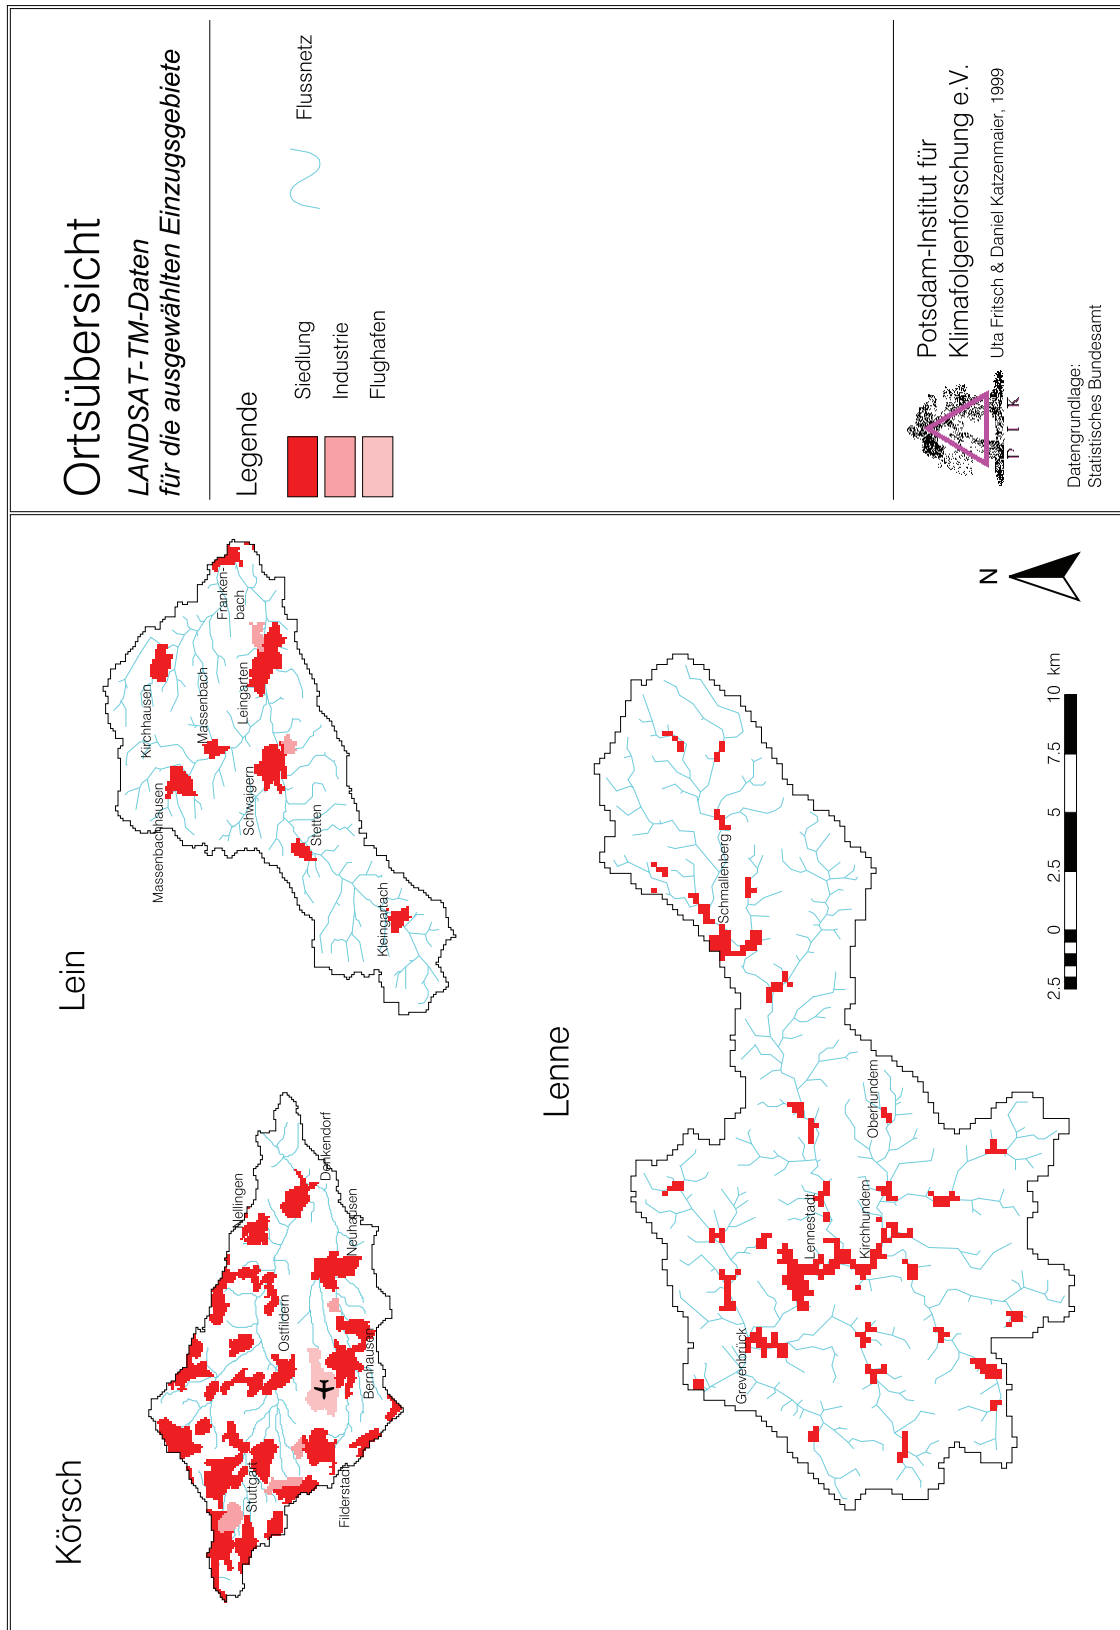 Ortsübersicht
LANDSAT-TM-Daten
für die ausgewählten Einzugsgebiete
Legende
Siedlung
Industrie
Flughafen
Flussnetz
Potsdam-Institut für
Klimafolgenforschung e.V.
Uta Fritsch & Daniel Katzenmaier, 1999
P I K
Datengrundlage:
Statistisches Bundesamt
Körsch
Stuttgart
Filderstadt
Bernhausen
Ostfildern
Neuhausen
Nellingen
Denkendorf
Lein
Massenbachhausen
Kirchhausen
Massenbach
Schwaigern
Leingarten
Franken-
bach
Stetten
Kleingartach
Lenne
Grevenbrück
Lennestadt
Kirchhundem
Oberhundem
Schmallenberg
N
2.5 0 2.5 5 7.5 10 km